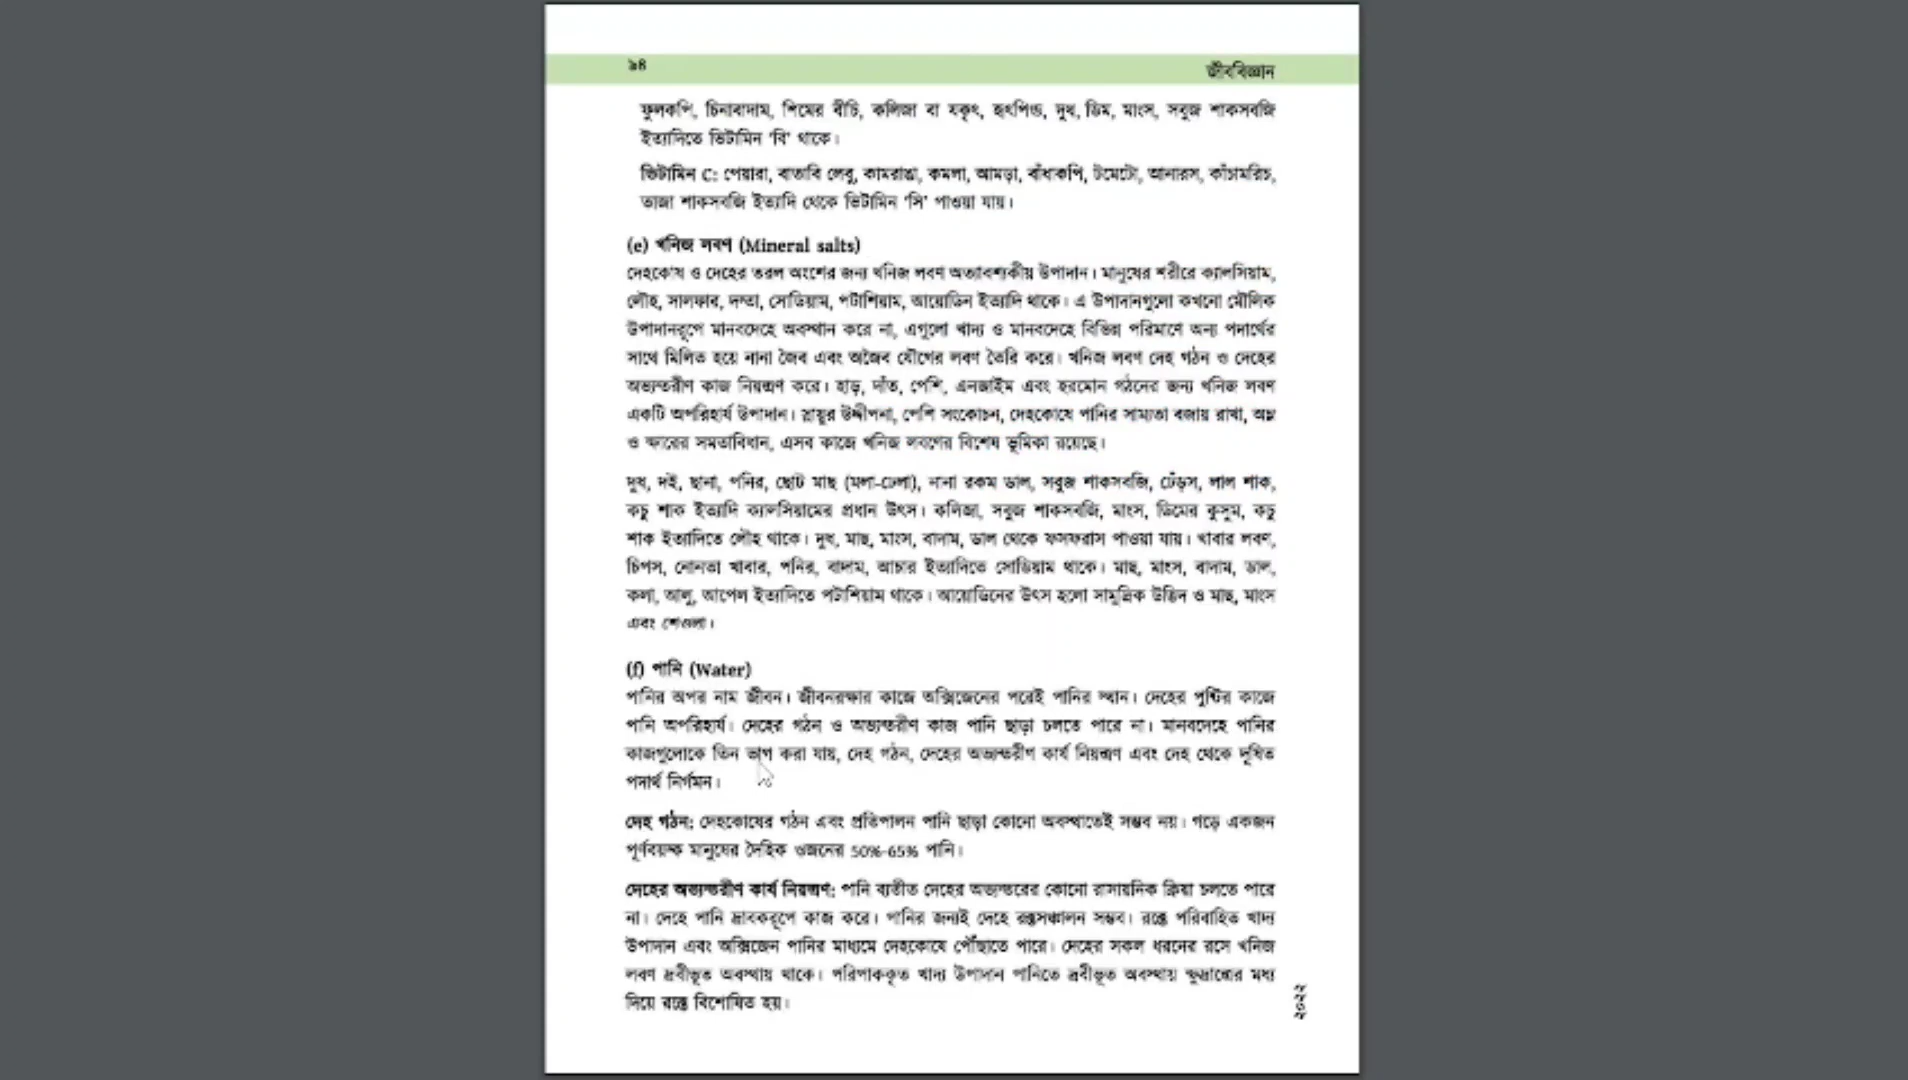 ৯৪
জীববিজ্ঞান
ফুলকপি, চিনাবাদাম, শিমের বীচি, কলিজা বা যকৃৎ, হৃৎপিণ্ড, দুধ, ডিম, মাংস, সবুজ শাকসবজি
ইত্যাদিতে ভিটামিন ‘বি’ থাকে।
ভিটামিন C: পেয়ারা, বাতাবি লেবু, কামরাঙা, কমলা, আমড়া, বাঁধাকপি, টমেটো, আনারস, কাঁচামরিচ,
তাজা শাকসবজি ইত্যাদি থেকে ভিটামিন ‘সি’ পাওয়া যায়।
(e) খনিজ লবণ (Mineral salts)
দেহকোষ ও দেহের তরল অংশের জন্য খনিজ লবণ অত্যাবশ্যকীয় উপাদান। মানুষের শরীরে ক্যালসিয়াম,
লৌহ, সালফার, দস্তা, সোডিয়াম, পটাশিয়াম, আয়োডিন ইত্যাদি থাকে। এ উপাদানগুলো কখনো মৌলিক
উপাদানরূপে মানবদেহে অবস্থান করে না, এগুলো খাদ্য ও মানবদেহে বিভিন্ন পরিমাণে অন্য পদার্থের
সাথে মিলিত হয়ে নানা জৈব এবং অজৈব যৌগের লবণ তৈরি করে। খনিজ লবণ দেহ গঠন ও দেহের
অভ্যন্তরীণ কাজ নিয়ন্ত্রণ করে। হাড়, দাঁত, পেশি, এনজাইম এবং হরমোন গঠনের জন্য খনিজ লবণ
একটি অপরিহার্য উপাদান। স্নায়ুর উদ্দীপনা, পেশি সংকোচন, দেহকোষে পানির সাম্যতা বজায় রাখা, অম্ল
ও ক্ষারের সমতাবিধান, এসব কাজে খনিজ লবণের বিশেষ ভূমিকা রয়েছে।
দুধ, দই, ছানা, পনির, ছোট মাছ (মলা-ঢেলা), নানা রকম ডাল, সবুজ শাকসবজি, ঢেঁড়স, লাল শাক,
কচু শাক ইত্যাদি ক্যালসিয়ামের প্রধান উৎস। কলিজা, সবুজ শাকসবজি, মাংস, ডিমের কুসুম, কচু
শাক ইত্যাদিতে লৌহ থাকে। দুধ, মাছ, মাংস, বাদাম, ডাল থেকে ফসফরাস পাওয়া যায়। খাবার লবণ,
চিপস, নোনতা খাবার, পনির, বাদাম, আচার ইত্যাদিতে সোডিয়াম থাকে। মাছ, মাংস, বাদাম, ডাল,
কলা, আলু, আপেল ইত্যাদিতে পটাশিয়াম থাকে। আয়োডিনের উৎস হলো সামুদ্রিক উদ্ভিদ ও মাছ, মাংস
এবং শেওলা।
(f) পানি (Water)
পানির অপর নাম জীবন। জীবনরক্ষার কাজে অক্সিজেনের পরেই পানির স্থান। দেহের পুষ্টির কাজে
পানি অপরিহার্য। দেহের গঠন ও অভ্যন্তরীণ কাজ পানি ছাড়া চলতে পারে না। মানবদেহে পানির
কাজগুলোকে তিন ভাগ করা যায়, দেহ গঠন, দেহের অভ্যন্তরীণ কার্য নিয়ন্ত্রণ এবং দেহ থেকে দূষিত
পদার্থ নির্গমন।
দেহ গঠন: দেহকোষের গঠন এবং প্রতিপালন পানি ছাড়া কোনো অবস্থাতেই সম্ভব নয়। গড়ে একজন
পূর্ণবয়স্ক মানুষের দৈহিক ওজনের 50%-65% পানি।
দেহের অভ্যন্তরীণ কার্য নিয়ন্ত্রণ: পানি ব্যতীত দেহের অভ্যন্তরের কোনো রাসায়নিক ক্রিয়া চলতে পারে
না। দেহে পানি দ্রাবকরূপে কাজ করে। পানির জন্যই দেহে রক্তসঞ্চালন সম্ভব। রক্তে পরিবাহিত খাদ্য
উপাদান এবং অক্সিজেন পানির মাধ্যমে দেহকোষে পৌঁছাতে পারে। দেহের সকল ধরনের রসে খনিজ
লবণ দ্রবীভূত অবস্থায় থাকে। পরিপাককৃত খাদ্য উপাদান পানিতে দ্রবীভূত অবস্থায় ক্ষুদ্রান্ত্রের মধ্য
দিয়ে রক্তে বিশোষিত হয়।
২০২২